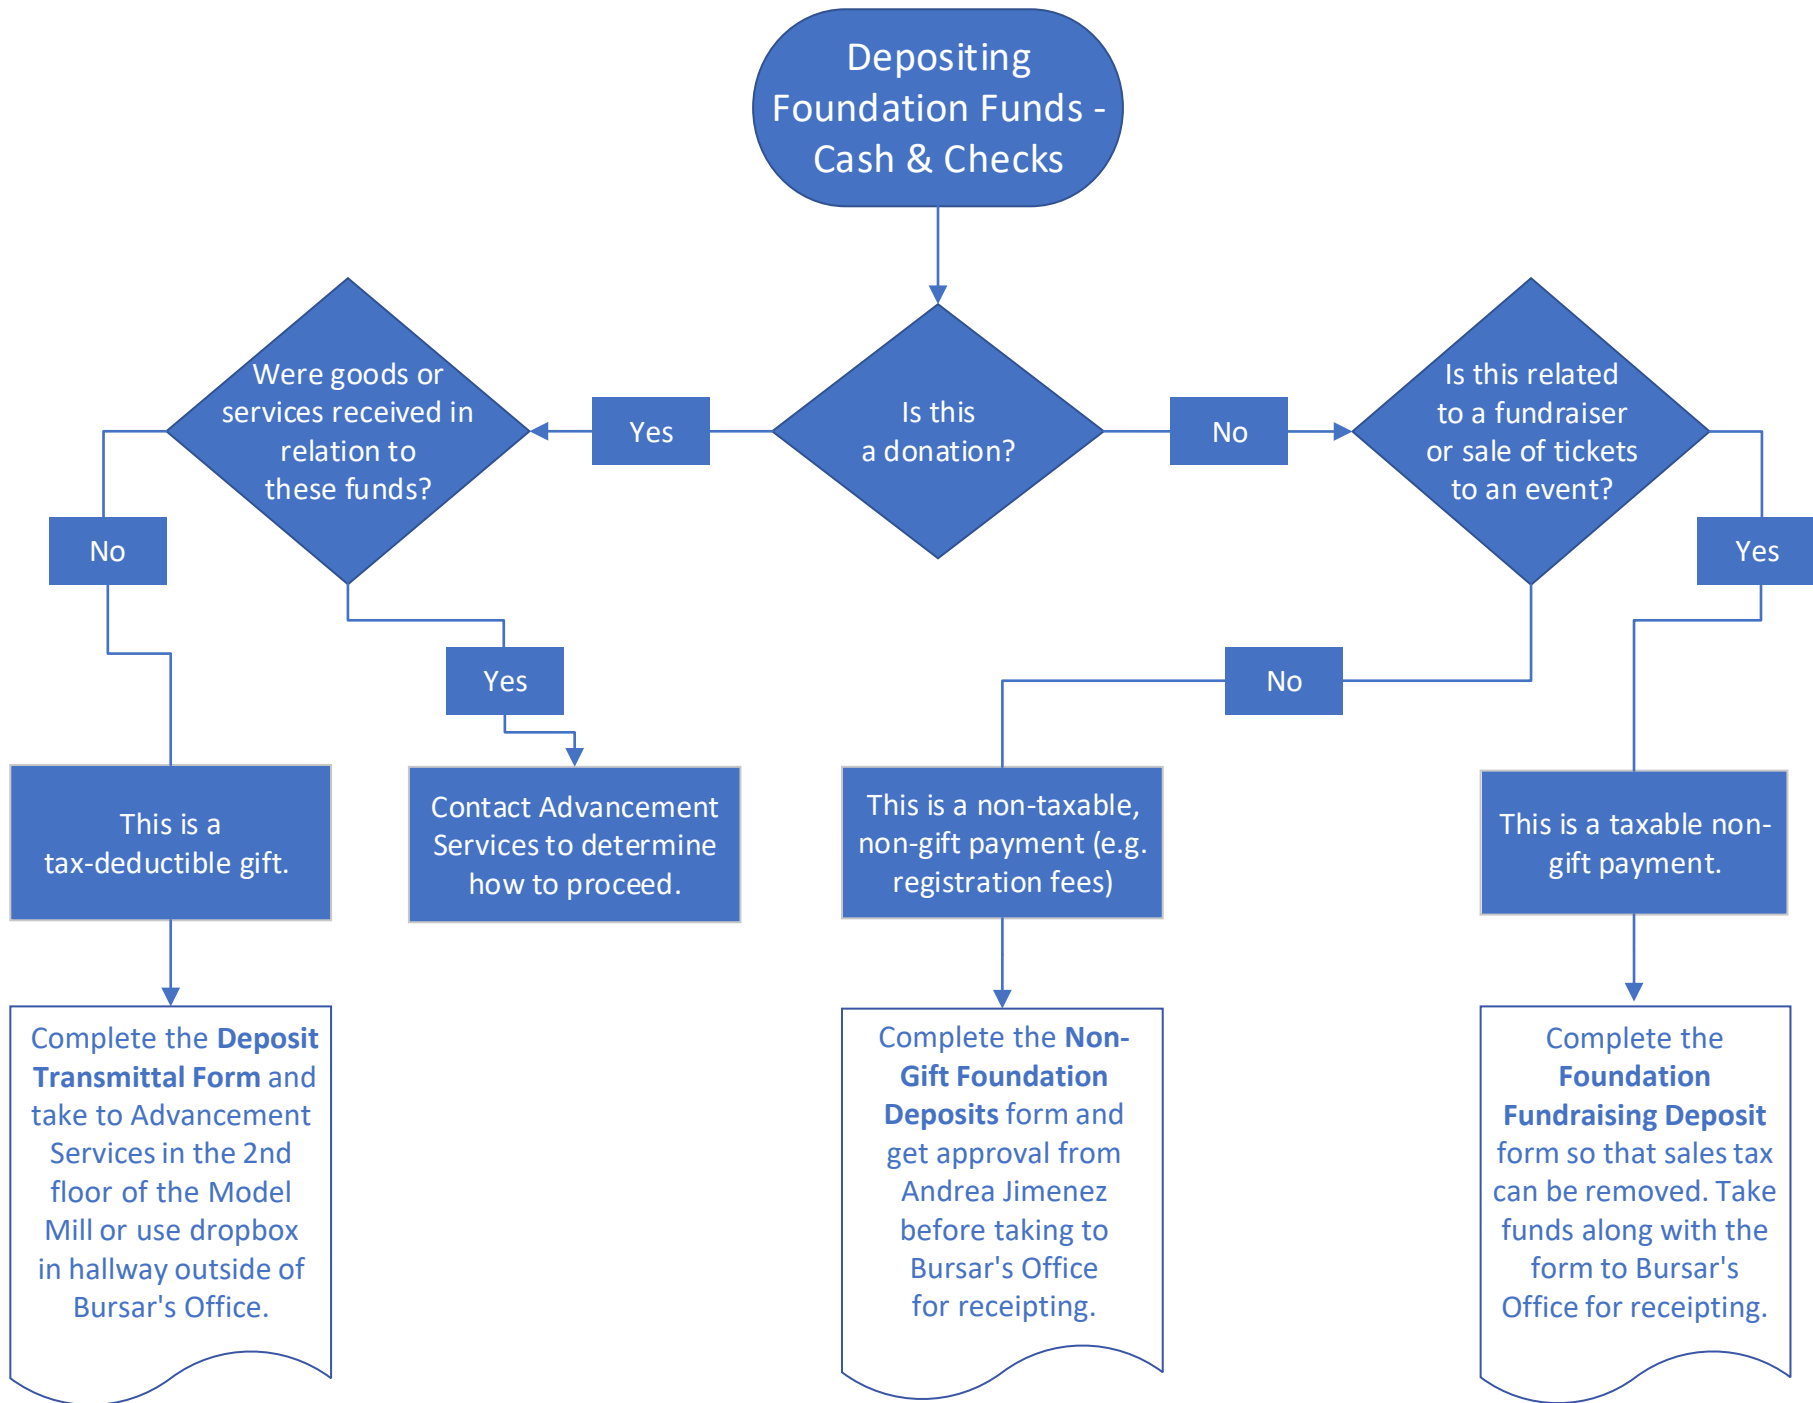 Depositing
Foundation Funds -
Cash & Checks
Is this
a donation?
Yes
No
Were goods or
services received in
relation to
these funds?
Is this related
to a fundraiser
or sale of tickets
to an event?
No
Yes
No
Yes
This is a
tax-deductible gift.
Contact Advancement
Services to determine
how to proceed.
This is a non-taxable,
non-gift payment (e.g.
registration fees)
This is a taxable non-
gift payment.
Complete the Deposit
Transmittal Form and
take to Advancement
Services in the 2nd
floor of the Model
Mill or use dropbox
in hallway outside of
Bursar's Office.
Complete the Non-
Gift Foundation
Deposits form and
get approval from
Andrea Jimenez
before taking to
Bursar's Office
for receipting.
Complete the
Foundation
Fundraising Deposit
form so that sales tax
can be removed. Take
funds along with the
form to Bursar's
Office for receipting.